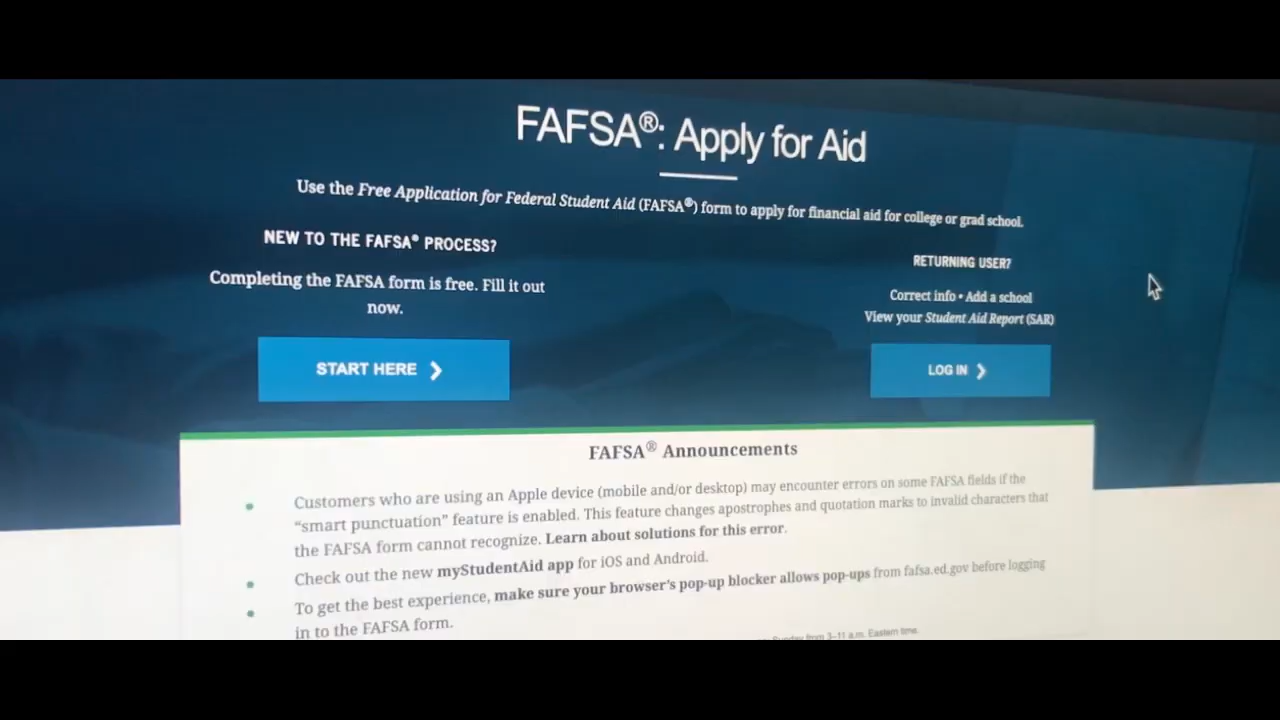 FAFSA®: Apply for Aid
Use the Free Application for Federal Student Aid (FAFSA®) form to apply for financial aid for college or grad school.
NEW TO THE FAFSA® PROCESS?
Completing the FAFSA form is free. Fill it out
now.
START HERE
RETURNING USER?
Correct info • Add a school
View your Student Aid Report (SAR)
LOG IN
FAFSA® Announcements
Customers who are using an Apple device (mobile and/or desktop) may encounter errors on some FAFSA fields if the
“smart punctuation” feature is enabled. This feature changes apostrophes and quotation marks to invalid characters that
the FAFSA form cannot recognize. Learn about solutions for this error.
Check out the new myStudentAid app for iOS and Android.
To get the best experience, make sure your browser's pop-up blocker allows pop-ups from fafsa.ed.gov before logging
in to the FAFSA form.
Sunday from 3–11 a.m. Eastern time.